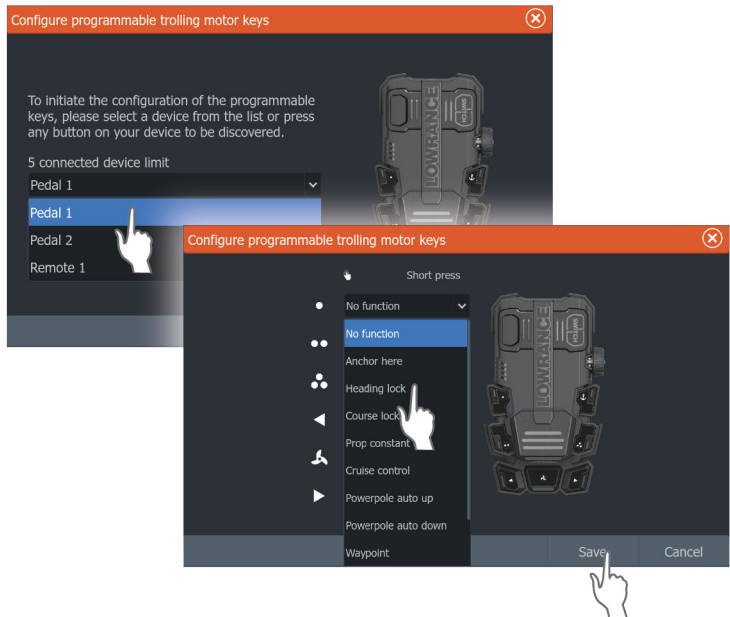 Configure programmable trolling motor keys
To initiate the configuration of the programmable
keys, please select a device from the list or press
any button on your device to be discovered.
5 connected device limit
Pedal 1
Pedal 1
Pedal 2
Remote 1
SWITCH
LOWRANCE
Configure programmable trolling motor keys
Short press
No function
No function
Anchor here
Heading lock
Course lock
Prop constant
Cruise control
Powerpole auto up
Powerpole auto down
Waypoint
SWITCH
LOWRANCE
Save
Cancel